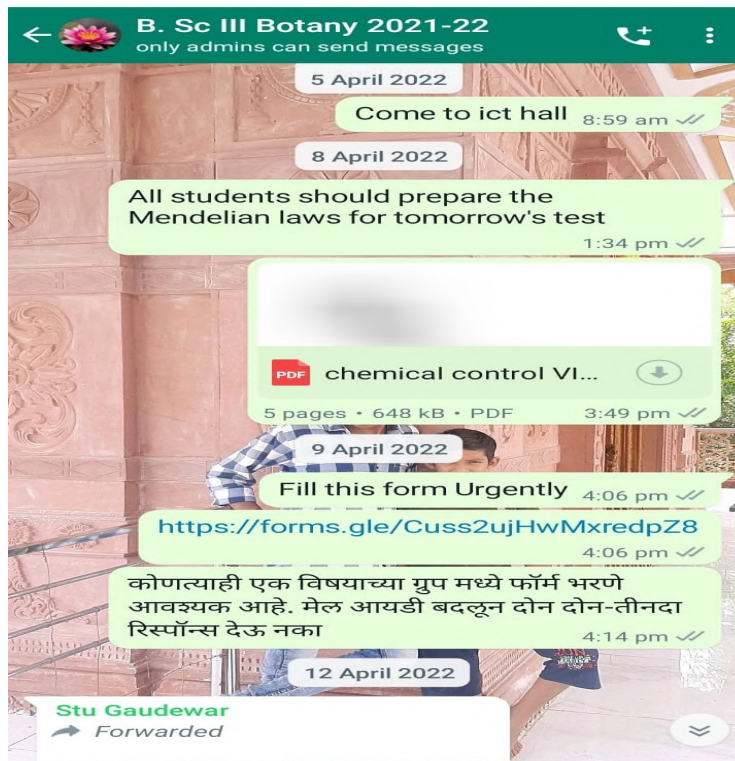 B. Sc III Botany 2021-22
only admins can send messages
5 April 2022
Come to ict hall 8:59 am
8 April 2022
All students should prepare the
Mendelian laws for tomorrow's test
1:34 pm
PDF chemical control VI...
5 pages • 648 kB • PDF 3:49 pm
9 April 2022
Fill this form Urgently 4:06 pm
https://forms.gle/Cuss2ujHwMxredpZ8
4:06 pm
कोणत्याही एक विषयाच्या ग्रुप मध्ये फॉर्म भरणे
आवश्यक आहे. मेल आयडी बदलून दोन दोन-तीनदा
रिस्पॉन्स देऊ नका 4:14 pm
12 April 2022
Stu Gaudewar
Forwarded